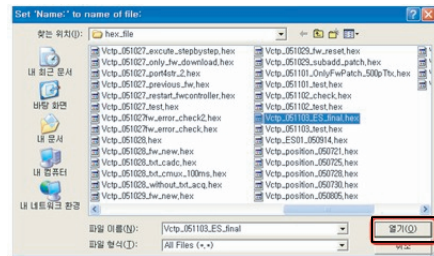 Set 'Name:' to name of file:
찾는 위치(I): hex_file
내 최근 문서
바탕 화면
내 문서
내 컴퓨터
내 네트워크 환경
Vctp_051027_excute_stepbystep.hex
Vctp_051027_only_fw_download.hex
Vctp_051027_port4str_2.hex
Vctp_051027_previous_fw.hex
Vctp_051027_restart_fwcontroller.hex
Vctp_051027_test.hex
Vctp_051027fw_error_check2.hex
Vctp_051027fw_error_check.hex
Vctp_051028.hex
Vctp_051028_fw_new.hex
Vctp_051028_txt_cadc.hex
Vctp_051028_txt_cmux_100ms.hex
Vctp_051028_without_txt_acq.hex
Vctp_051029_fw_new.hex
Vctp_051029_fw_reset.hex
Vctp_051029_subadd_patch.hex
Vctp_051101_OnlyFwPatch_500pTtx.hex
Vctp_051101_test.hex
Vctp_051102_check.hex
Vctp_051102_test.hex
Vctp_051103_ES_final.hex
Vctp_051103_test.hex
Vctp_ES01_050914.hex
Vctp_position_050721.hex
Vctp_position_050725.hex
Vctp_position_050728.hex
Vctp_position_050730.hex
Vctp_position_050805.hex
파일 이름(N): Vctp_051103_ES_final
열기(O)
파일 형식(T): All Files (*.*)
취소